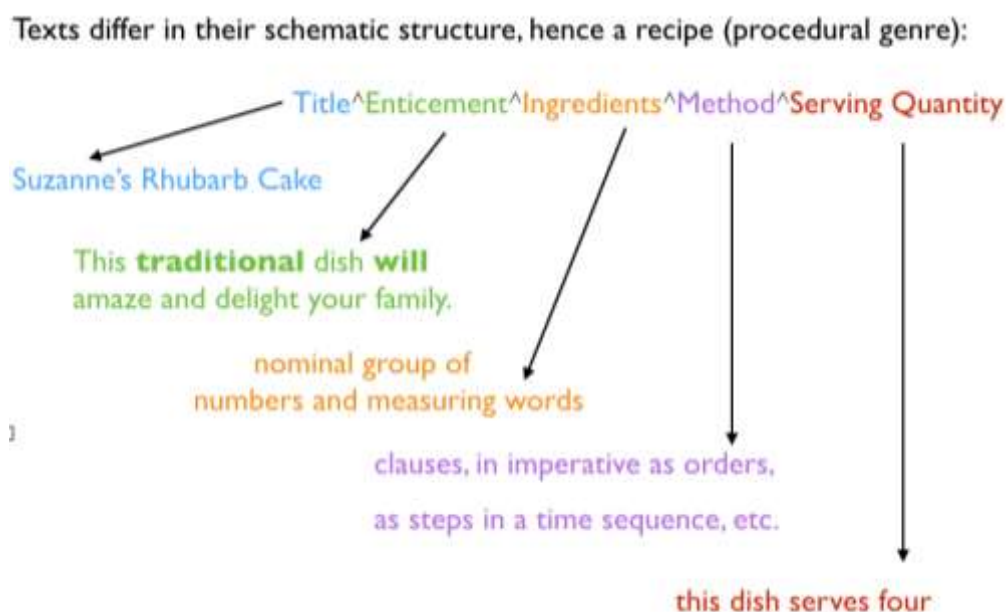 Texts differ in their schematic structure, hence a recipe (procedural genre):
Title^Enticement^Ingredients^Method^Serving Quantity
Suzanne's Rhubarb Cake
This traditional dish will
amaze and delight your family.
nominal group of
numbers and measuring words
clauses, in imperative as orders,
as steps in a time sequence, etc.
this dish serves four